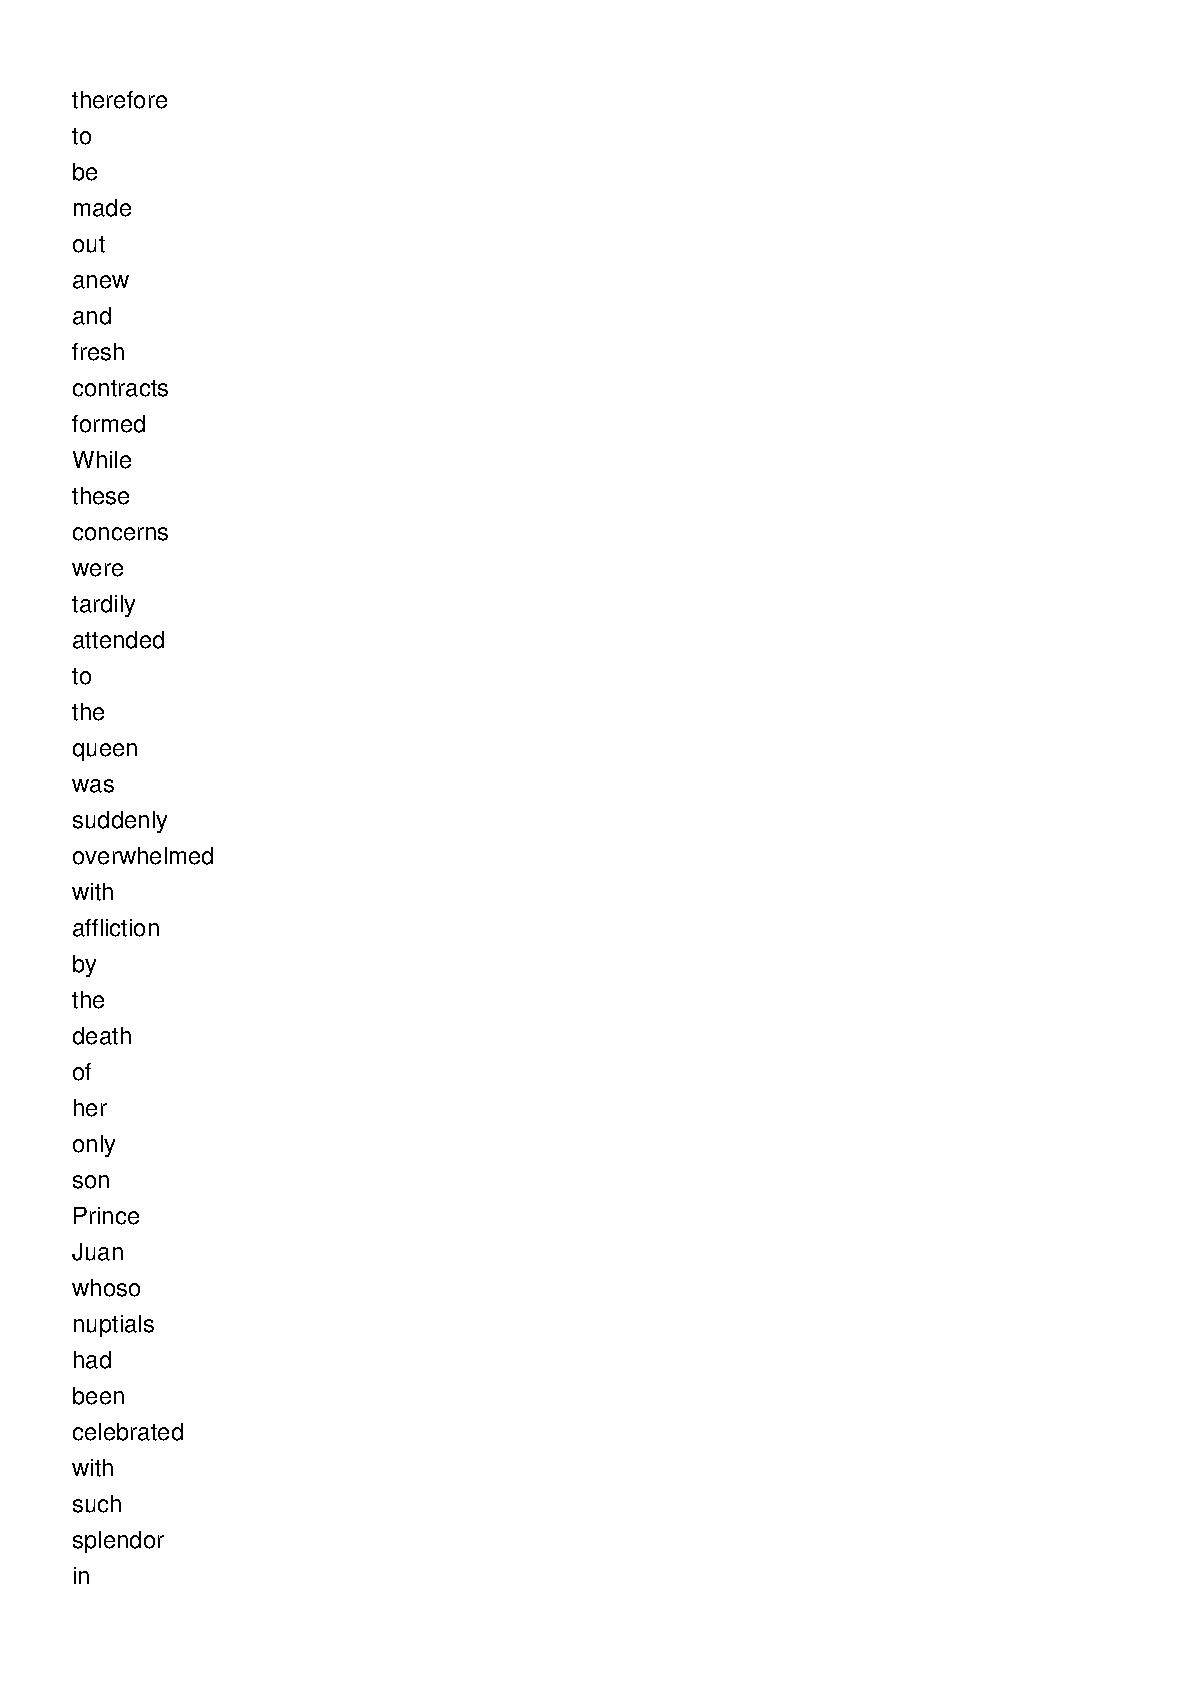 therefore
to
be
made
out
anew
and
fresh
contracts
formed
While
these
concerns
were
tardily
attended
to
the
queen
was
suddenly
overwhelmed
with
affliction
by
the
death
of
her
only
son
Prince
Juan
whoso
nuptials
had
been
celebrated
with
such
splendor
in